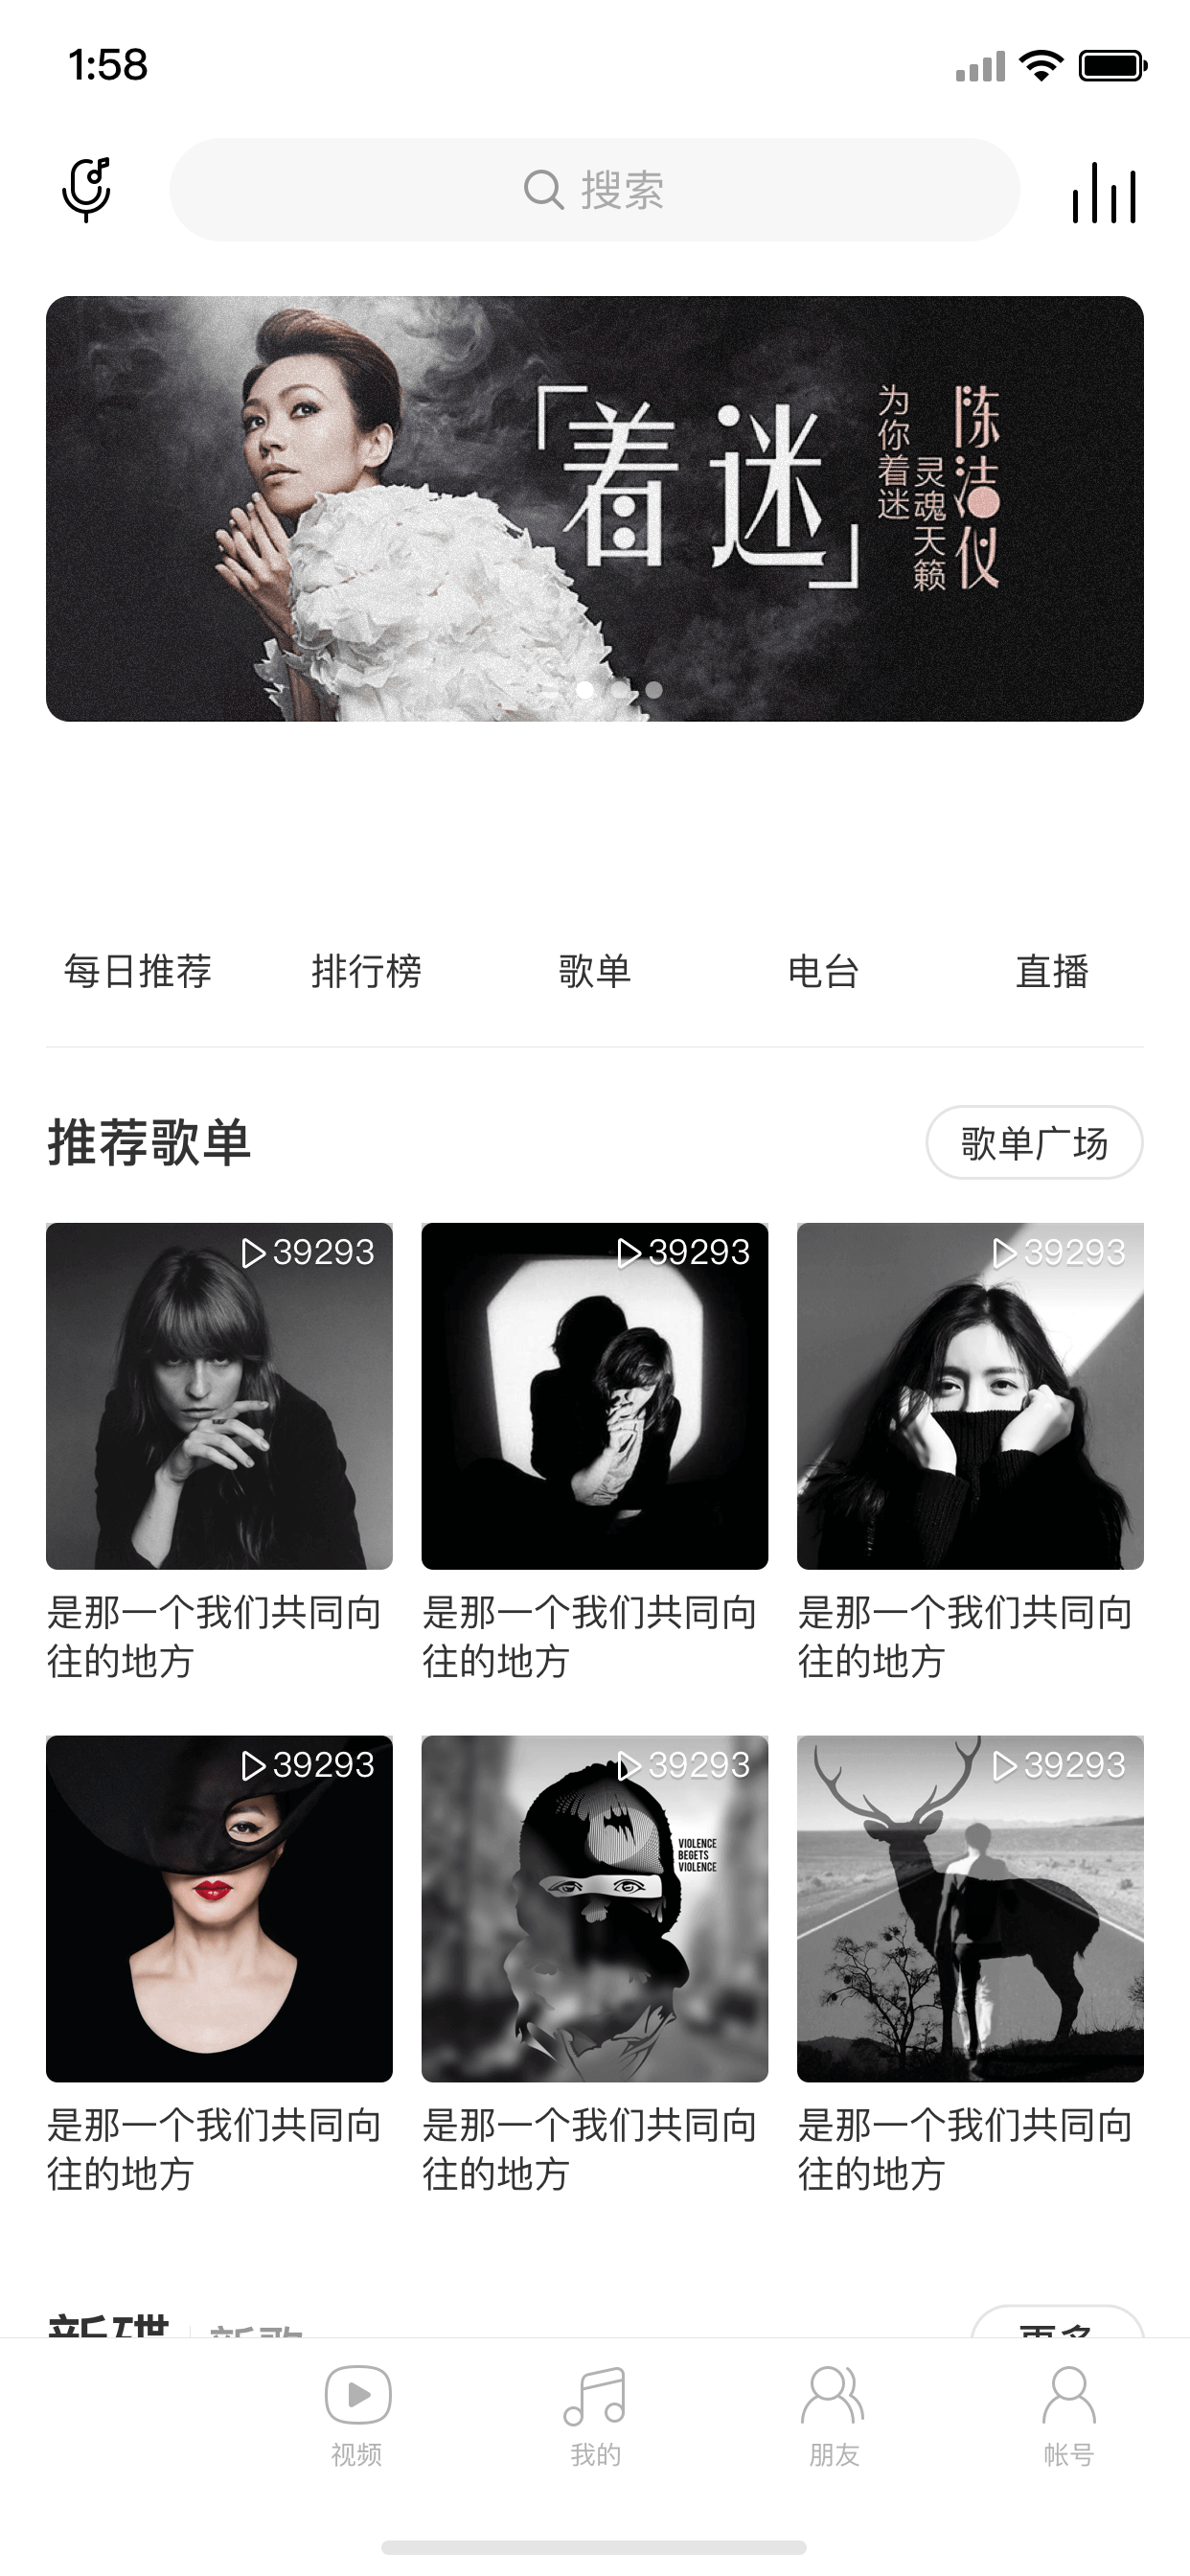 1:58
搜索
「着迷」
为你着迷
灵魂天籁
陈洁仪
每日推荐
排行榜
歌单
电台
直播
推荐歌单
歌单广场
39293
39293
39293
是那一个我们共同向
往的地方
是那一个我们共同向
往的地方
是那一个我们共同向
往的地方
39293
39293
39293
VIOLENCE
BEGETS
VIOLENCE
是那一个我们共同向
往的地方
是那一个我们共同向
往的地方
是那一个我们共同向
往的地方
新碟
新歌
更多
视频
我的
朋友
帐号